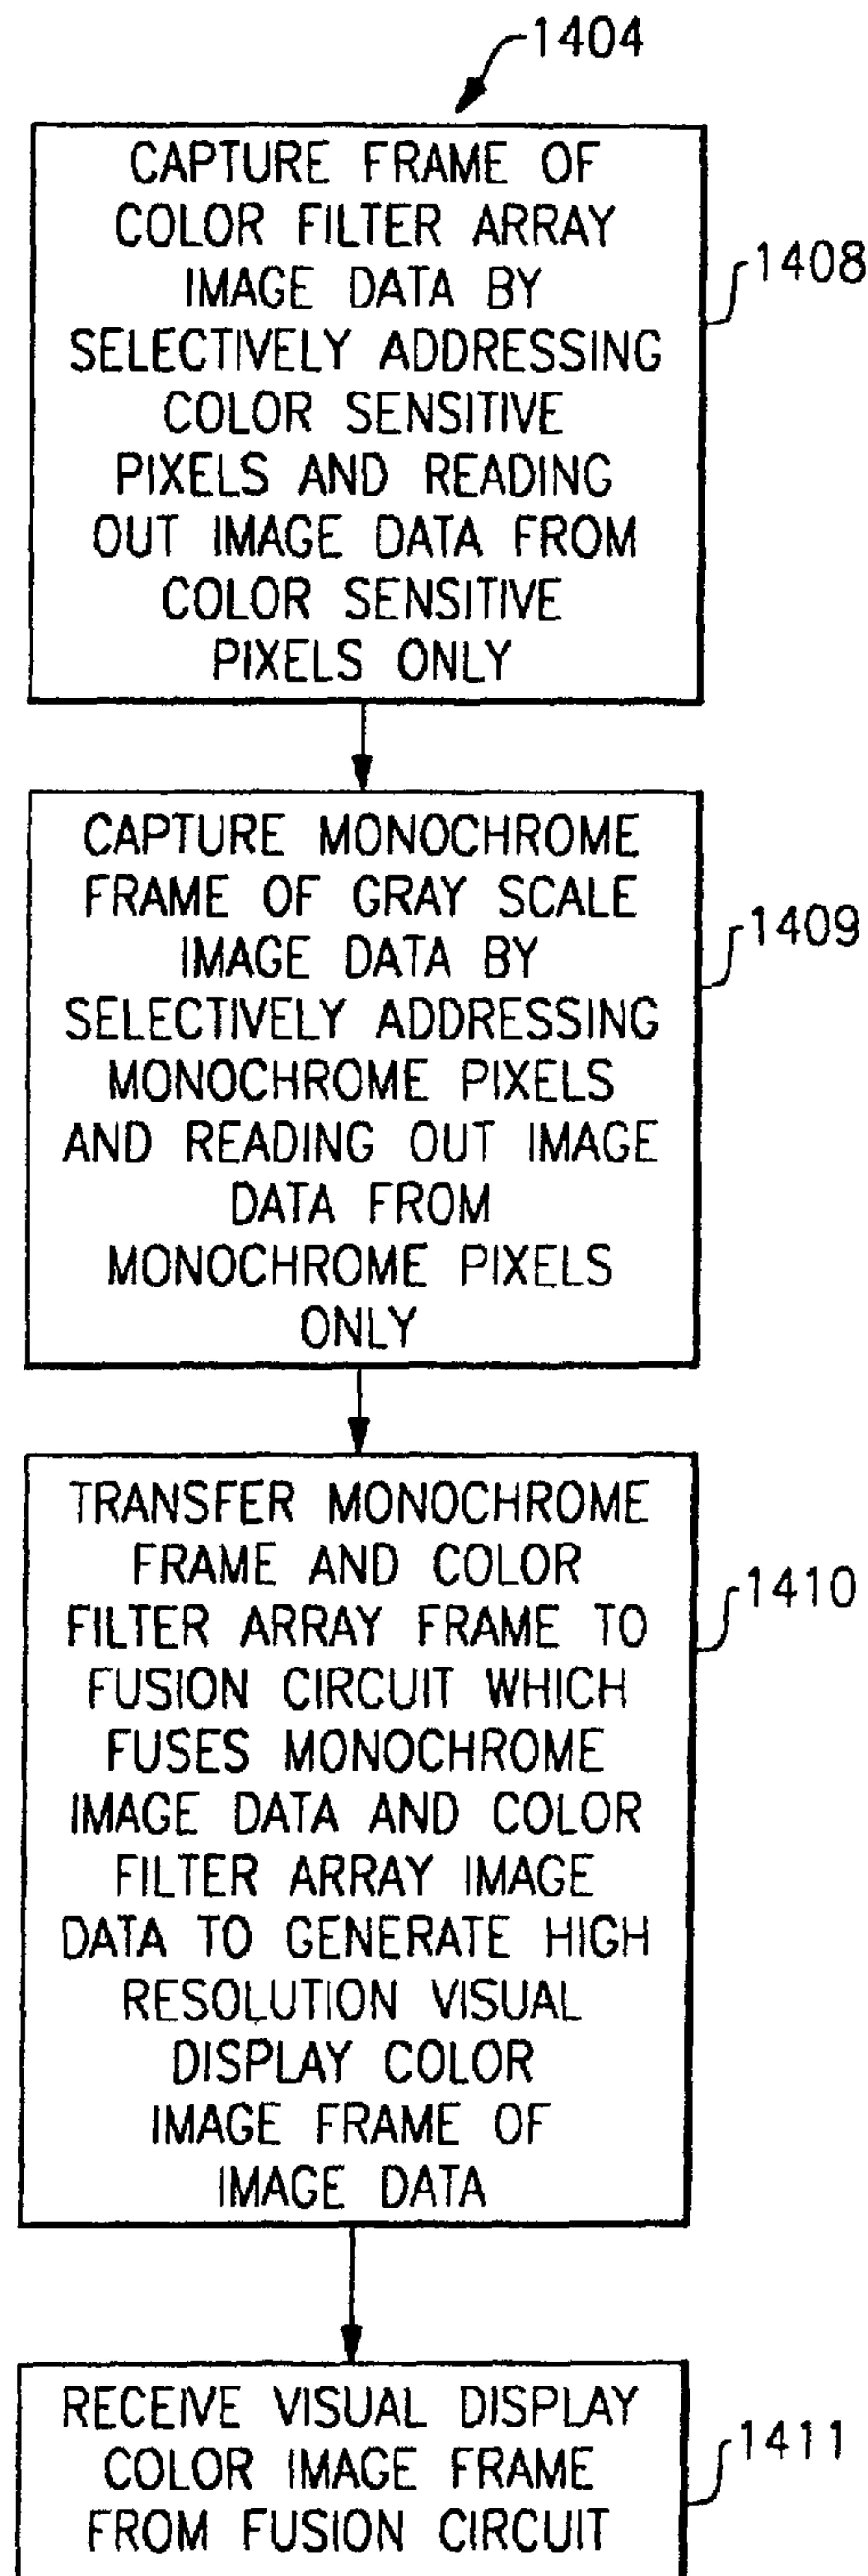 1404
CAPTURE FRAME OF
COLOR FILTER ARRAY
IMAGE DATA BY
SELECTIVELY ADDRESSING
COLOR SENSITIVE
PIXELS AND READING
OUT IMAGE DATA FROM
COLOR SENSITIVE
PIXELS ONLY
1408
CAPTURE MONOCHROME
FRAME OF GRAY SCALE
IMAGE DATA BY
SELECTIVELY ADDRESSING
MONOCHROME PIXELS
AND READING OUT IMAGE
DATA FROM
MONOCHROME PIXELS
ONLY
1409
TRANSFER MONOCHROME
FRAME AND COLOR
FILTER ARRAY FRAME TO
FUSION CIRCUIT WHICH
FUSES MONOCHROME
IMAGE DATA AND COLOR
FILTER ARRAY IMAGE
DATA TO GENERATE HIGH
RESOLUTION VISUAL
DISPLAY COLOR
IMAGE FRAME OF
IMAGE DATA
1410
RECEIVE VISUAL DISPLAY
COLOR IMAGE FRAME
FROM FUSION CIRCUIT
1411